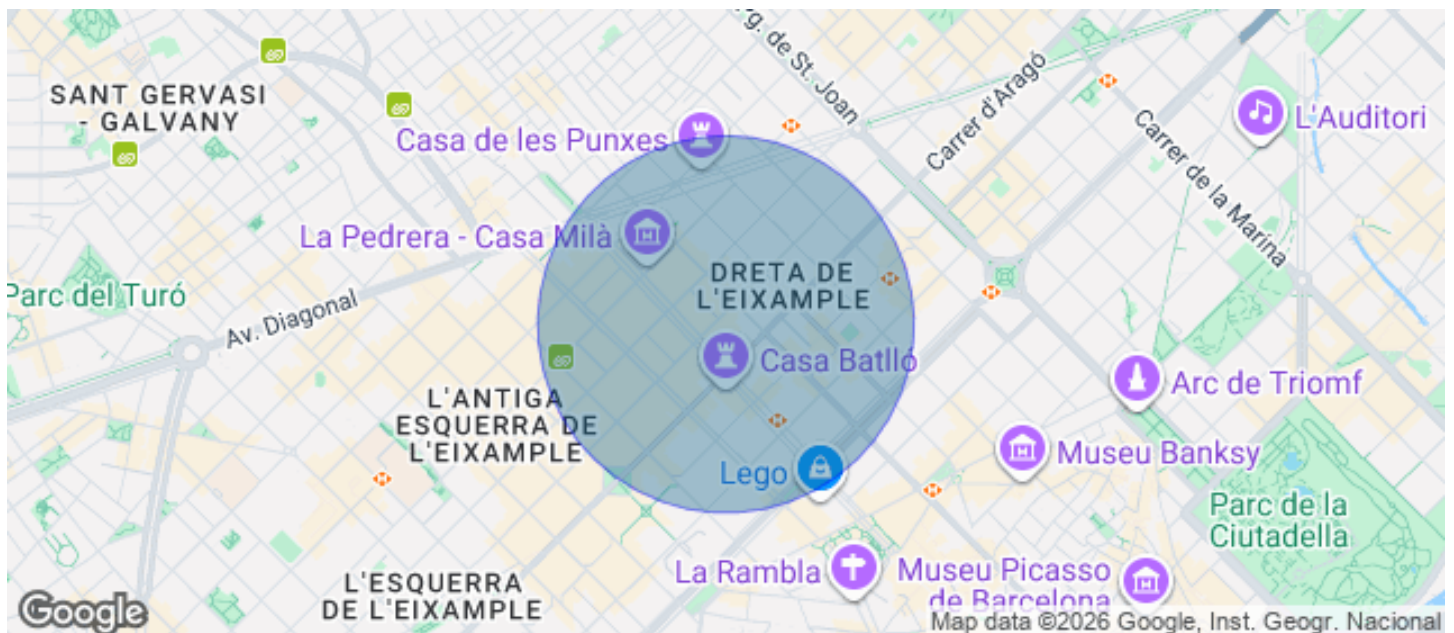 Pg. de St. Joan
SANT GERVASI
- GALVANY
Casa de les Punxes
Carrer d'Aragó
L'Auditori
Carrer de la Marina
La Pedrera - Casa Milà
DRETA DE
L'EIXAMPLE
Parc del Turó
Av. Diagonal
Casa Batlló
Arc de Triomf
L'ANTIGA
ESQUERRA DE
L'EIXAMPLE
Museu Banksy
Lego
Parc de la
Ciutadella
L'ESQUERRA
DE L'EIXAMPLE
La Rambla
Museu Picasso
de Barcelona
Google
Map data ©2026 Google, Inst. Geogr. Nacional